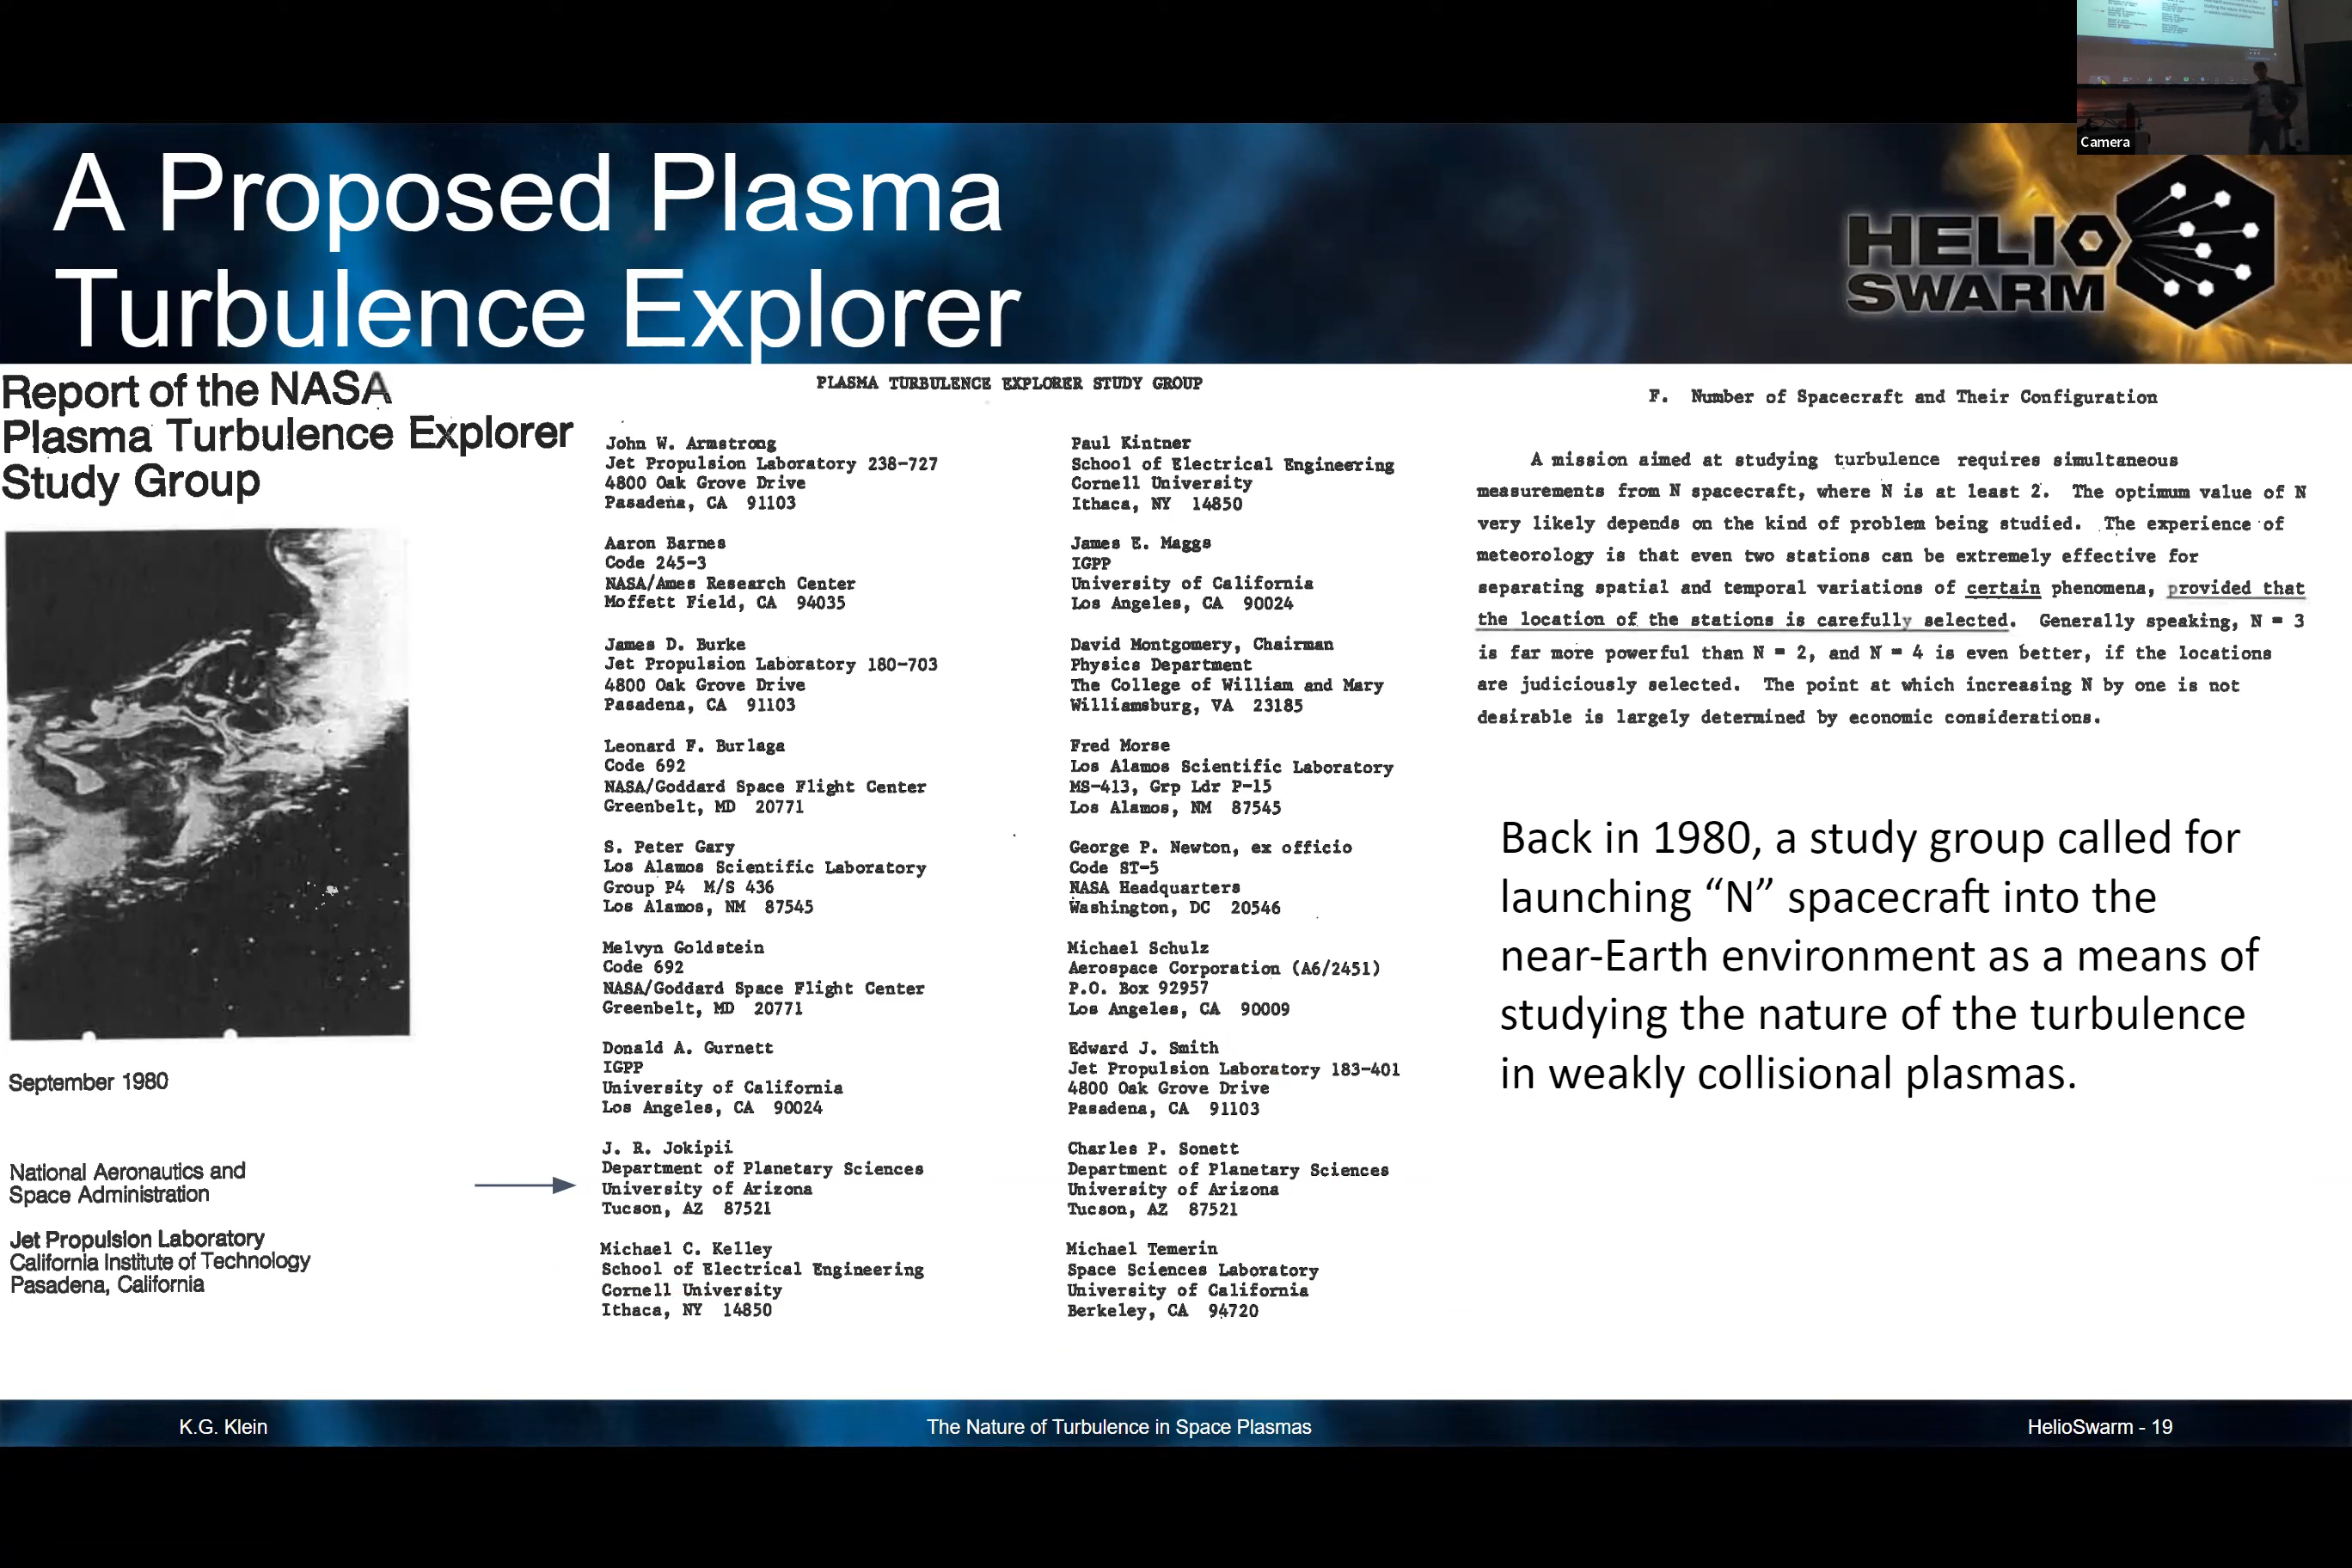 Camera
A Proposed Plasma
Turbulence Explorer
HELIO
SWARM
Report of the NASA
Plasma Turbulence Explorer
Study Group
September 1980
National Aeronautics and
Space Administration
Jet Propulsion Laboratory
California Institute of Technology
Pasadena, California
PLASMA TURBULENCE EXPLORER STUDY GROUP
John W. Armstrong
Jet Propulsion Laboratory 238-727
4800 Oak Grove Drive
Pasadena, CA 91103
Aaron Barnes
Code 245-3
NASA/Ames Research Center
Moffett Field, CA 94035
James D. Burke
Jet Propulsion Laboratory 180-703
4800 Oak Grove Drive
Pasadena, CA 91103
Leonard F. Burlaga
Code 692
NASA/Goddard Space Flight Center
Greenbelt, MD 20771
S. Peter Gary
Los Alamos Scientific Laboratory
Group P4 M/S 436
Los Alamos, NM 87545
Melvyn Goldstein
Code 692
NASA/Goddard Space Flight Center
Greenbelt, MD 20771
Donald A. Gurnett
IGPP
University of California
Los Angeles, CA 90024
J. R. Jokipii
Department of Planetary Sciences
University of Arizona
Tucson, AZ 87521
Michael C. Kelley
School of Electrical Engineering
Cornell University
Ithaca, NY 14850
Paul Kintner
School of Electrical Engineering
Cornell University
Ithaca, NY 14850
James E. Maggs
IGPP
University of California
Los Angeles, CA 90024
David Montgomery, Chairman
Physics Department
The College of William and Mary
Williamsburg, VA 23185
Fred Morse
Los Alamos Scientific Laboratory
MS-413, Grp Ldr P-15
Los Alamos, NM 87545
George P. Newton, ex officio
Code ST-5
NASA Headquarters
Washington, DC 20546
Michael Schulz
Aerospace Corporation (A6/2451)
P.O. Box 92957
Los Angeles, CA 90009
Edward J. Smith
Jet Propulsion Laboratory 183-401
4800 Oak Grove Drive
Pasadena, CA 91103
Charles P. Sonett
Department of Planetary Sciences
University of Arizona
Tucson, AZ 87521
Michael Temerin
Space Sciences Laboratory
University of California
Berkeley, CA 94720
F. Number of Spacecraft and Their Configuration
A mission aimed at studying turbulence requires simultaneous
measurements from N spacecraft, where N is at least 2. The optimum value of N
very likely depends on the kind of problem being studied. The experience of
meteorology is that even two stations can be extremely effective for
separating spatial and temporal variations of certain phenomena, provided that
the location of the stations is carefully selected. Generally speaking, N = 3
is far more powerful than N = 2, and N = 4 is even better, if the locations
are judiciously selected. The point at which increasing N by one is not
desirable is largely determined by economic considerations.
Back in 1980, a study group called for
launching “N” spacecraft into the
near-Earth environment as a means of
studying the nature of the turbulence
in weakly collisional plasmas.
K.G. Klein
The Nature of Turbulence in Space Plasmas
HelioSwarm - 19